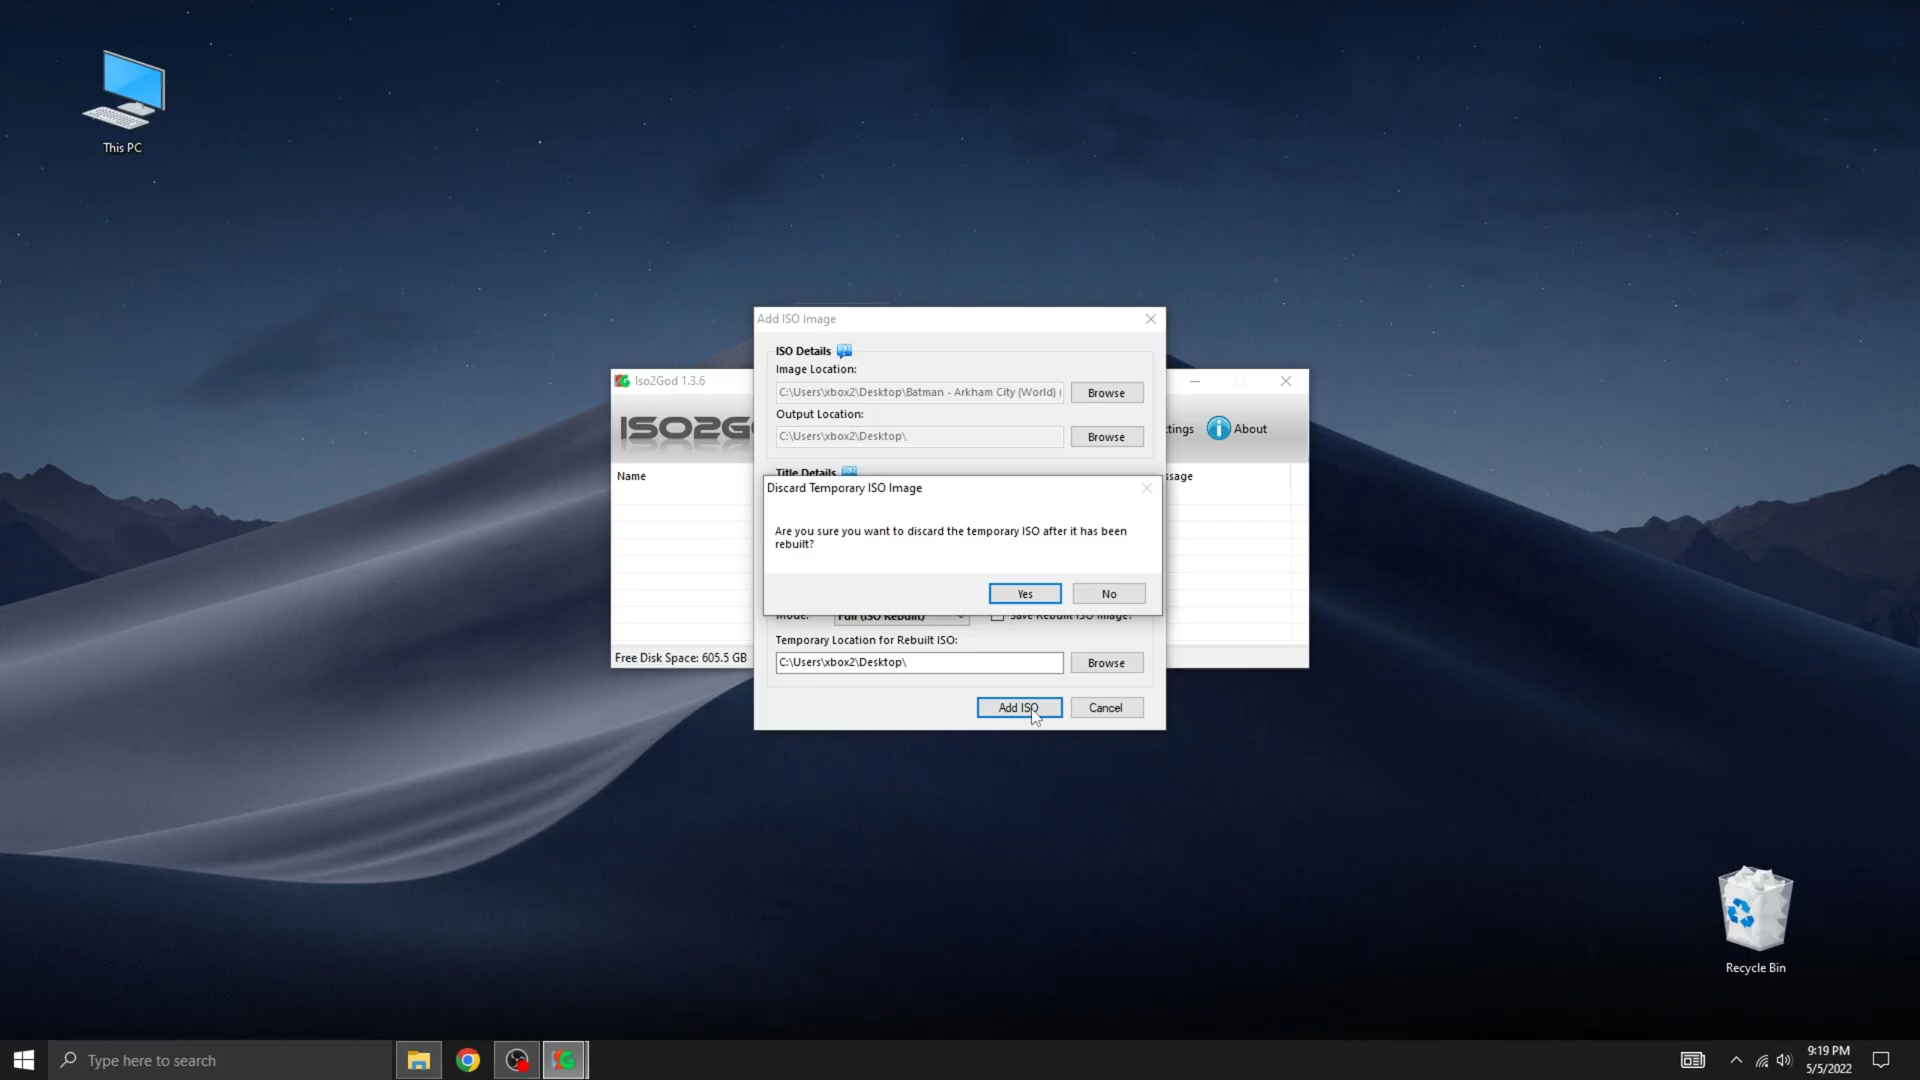 This PC
Add ISO Image
ISO Details
Image Location:
C:\Users\xbox2\Desktop\Batman - Arkham City (World) (
Browse
Output Location:
C:\Users\xbox2\Desktop\
Browse
Title Details
Iso2God 1.3.6
ISO2G
tings
About
Name
ssage
Discard Temporary ISO Image
Are you sure you want to discard the temporary ISO after it has been
rebuilt?
Yes
No
Mode:
Full (ISO Rebuild)
Save Rebuilt ISO Image?
Temporary Location for Rebuilt ISO:
C:\Users\xbox2\Desktop\
Browse
Free Disk Space: 605.5 GB
Add ISO
Cancel
Recycle Bin
Type here to search
9:19 PM
5/5/2022